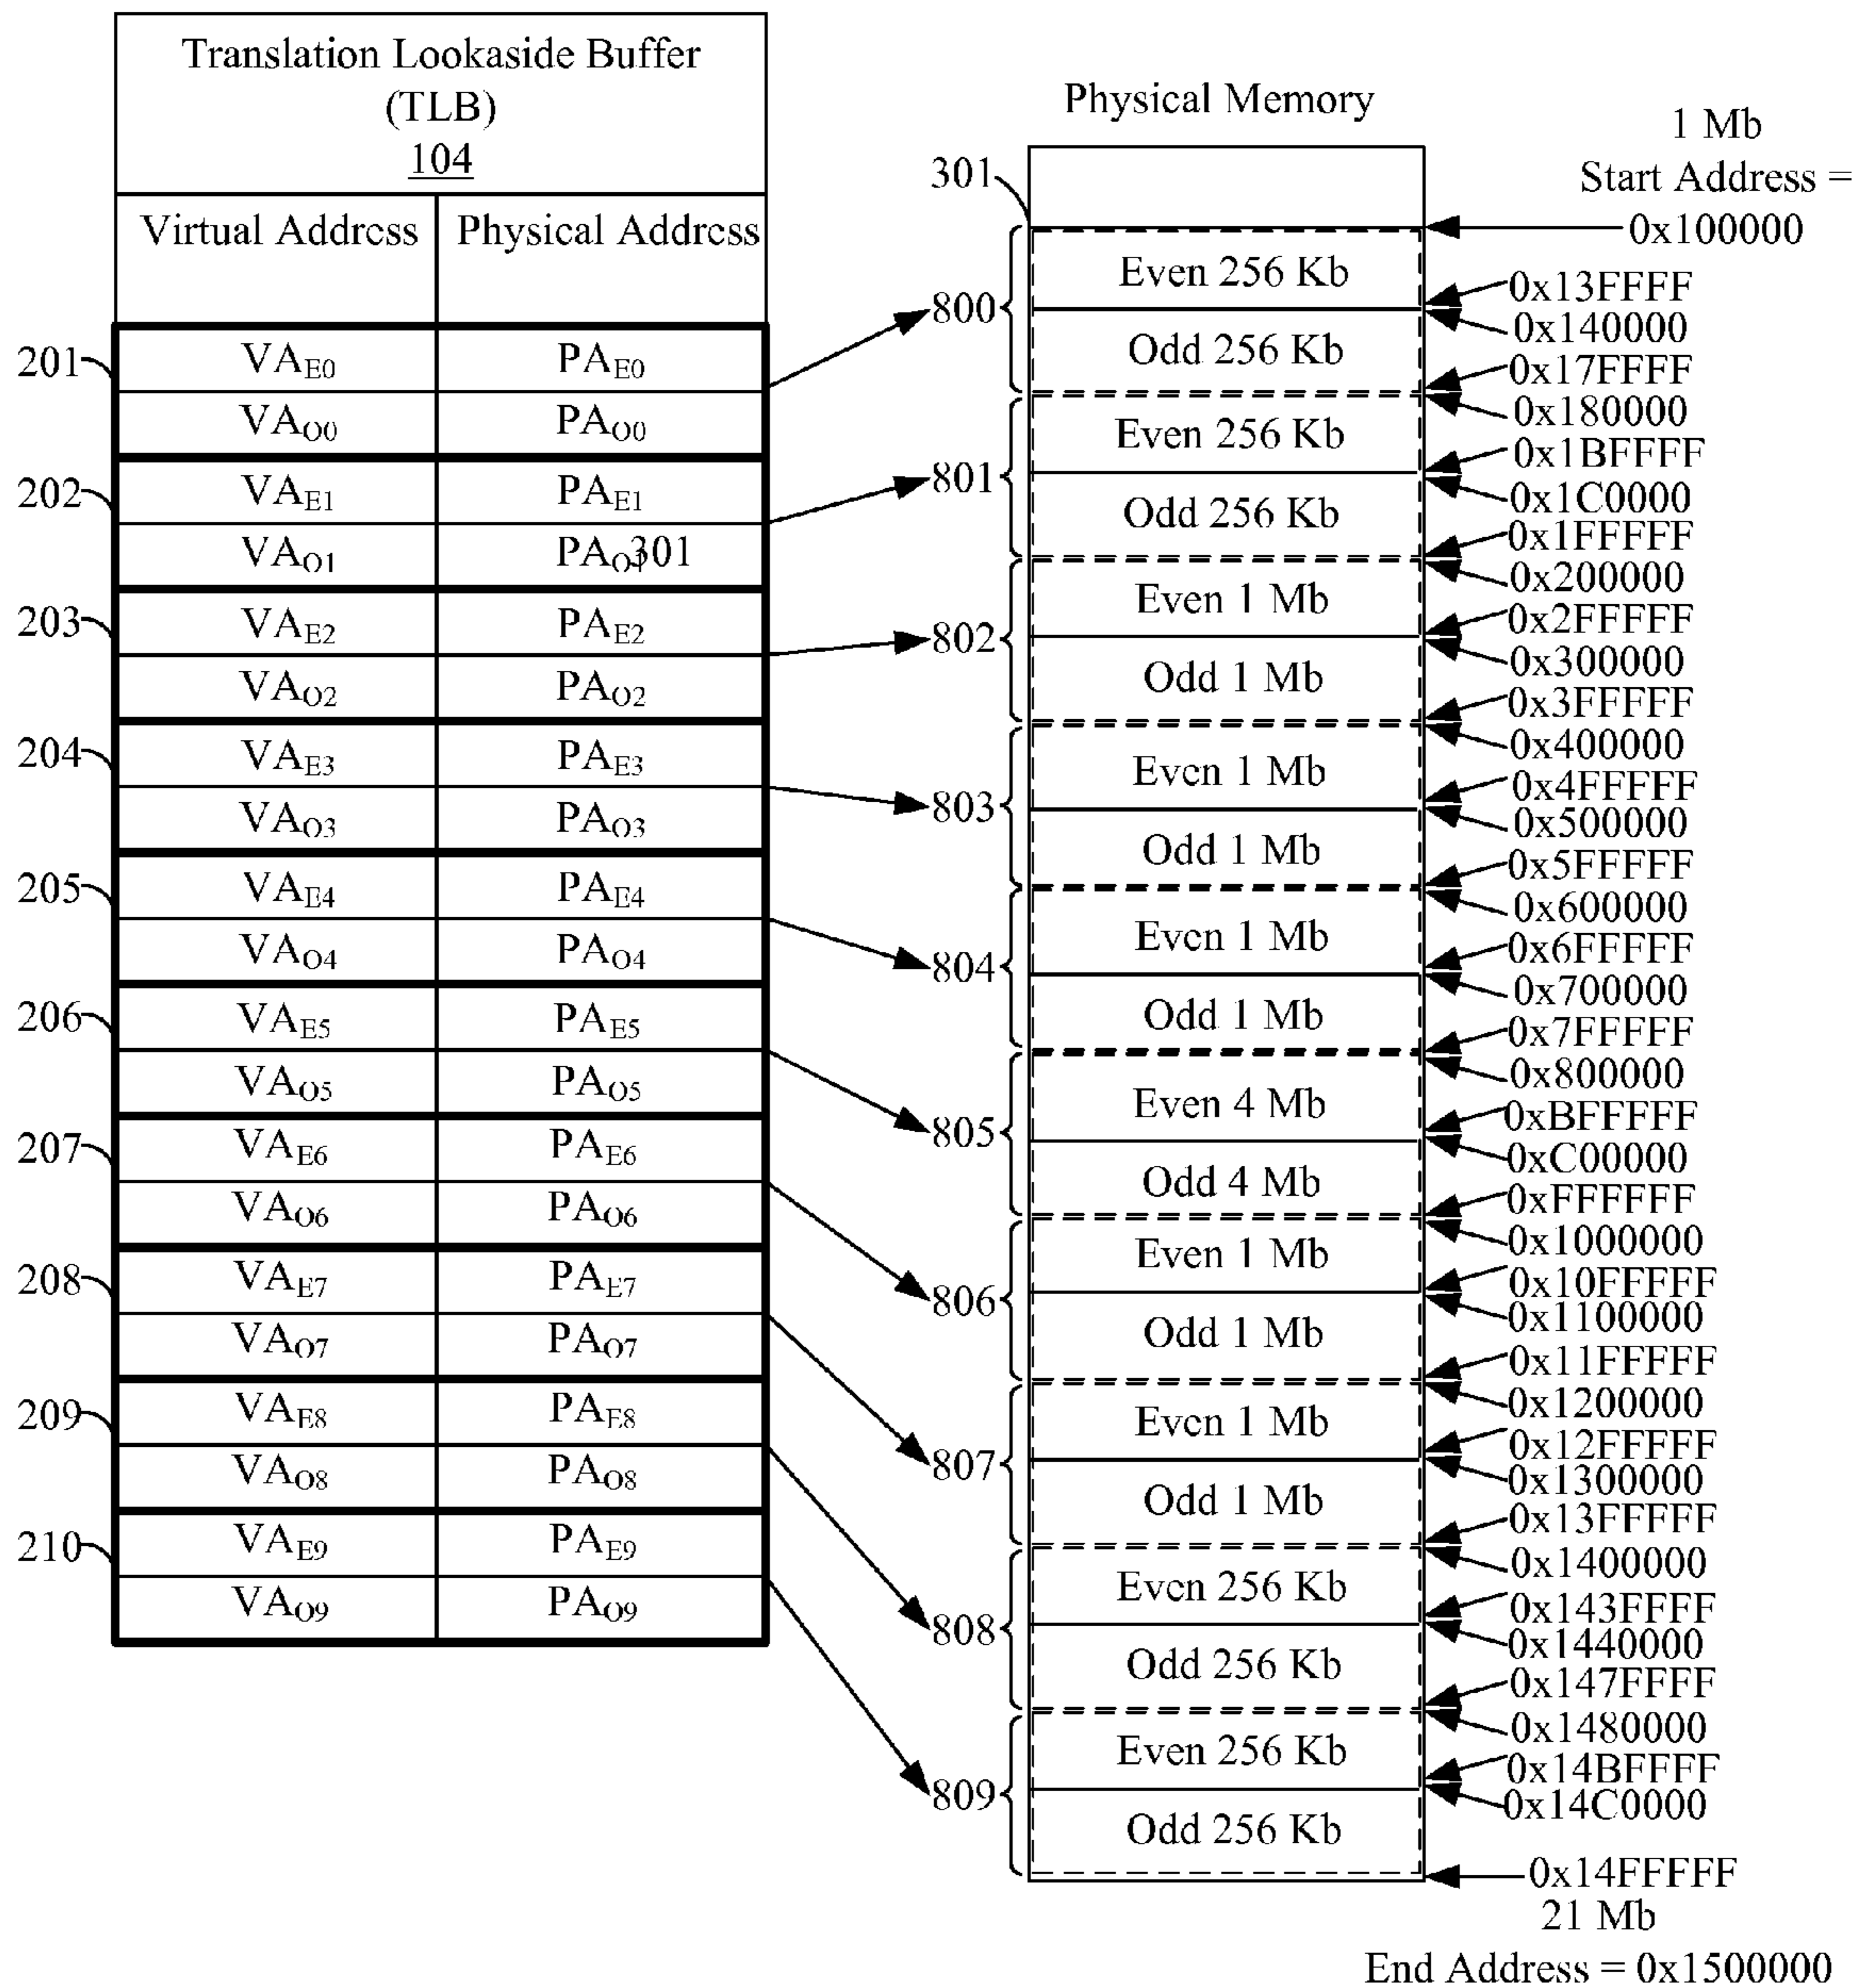 Translation Lookaside Buffer
(TLB)
104
Virtual Address
Physical Address
201
VAE0
PAE0
VAO0
PAO0
202
VAE1
PAE1
VAO1
PAO1
301
203
VAE2
PAE2
VAO2
PAO2
204
VAE3
PAE3
VAO3
PAO3
205
VAE4
PAE4
VAO4
PAO4
206
VAE5
PAE5
VAO5
PAO5
207
VAE6
PAE6
VAO6
PAO6
208
VAE7
PAE7
VAO7
PAO7
209
VAE8
PAE8
VAO8
PAO8
210
VAE9
PAE9
VAO9
PAO9
Physical Memory
301
1 Mb
Start Address =
0x100000
800
Even 256 Kb
0x13FFFF
0x140000
Odd 256 Kb
0x17FFFF
0x180000
801
Even 256 Kb
0x1BFFFF
0x1C0000
Odd 256 Kb
0x1FFFFF
0x200000
802
Even 1 Mb
0x2FFFFF
0x300000
Odd 1 Mb
0x3FFFFF
0x400000
803
Even 1 Mb
0x4FFFFF
0x500000
Odd 1 Mb
0x5FFFFF
0x600000
804
Even 1 Mb
0x6FFFFF
0x700000
Odd 1 Mb
0x7FFFFF
0x800000
805
Even 4 Mb
0xBFFFFF
0xC00000
Odd 4 Mb
0xFFFFFF
0x1000000
806
Even 1 Mb
0x10FFFFF
0x1100000
Odd 1 Mb
0x11FFFFF
0x1200000
807
Even 1 Mb
0x12FFFFF
0x1300000
Odd 1 Mb
0x13FFFFF
0x1400000
808
Even 256 Kb
0x143FFFF
0x1440000
Odd 256 Kb
0x147FFFF
0x1480000
809
Even 256 Kb
0x14BFFFF
0x14C0000
Odd 256 Kb
0x14FFFFF
21 Mb
End Address = 0x1500000